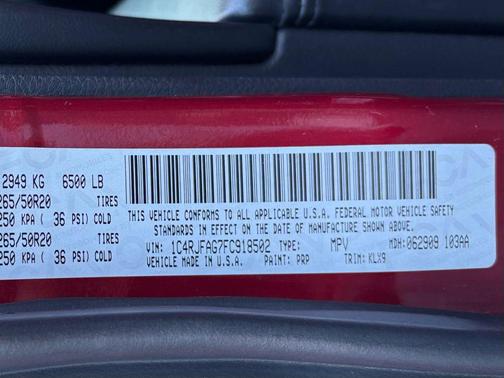 2949 KG 6500 LB
265/50R20 TIRES
250 KPA ( 36 PSI) COLD
265/50R20 TIRES
250 KPA ( 36 PSI) COLD
THIS VEHICLE CONFORMS TO ALL APPLICABLE U.S.A. FEDERAL MOTOR VEHICLE SAFETY
STANDARDS IN EFFECT ON THE DATE OF MANUFACTURE SHOWN ABOVE.
VIN: 1C4RJFAG7FC918502 TYPE: MPV MDH:062909 103AA
VEHICLE MADE IN U.S.A. PAINT: PRP TRIM: KLX9